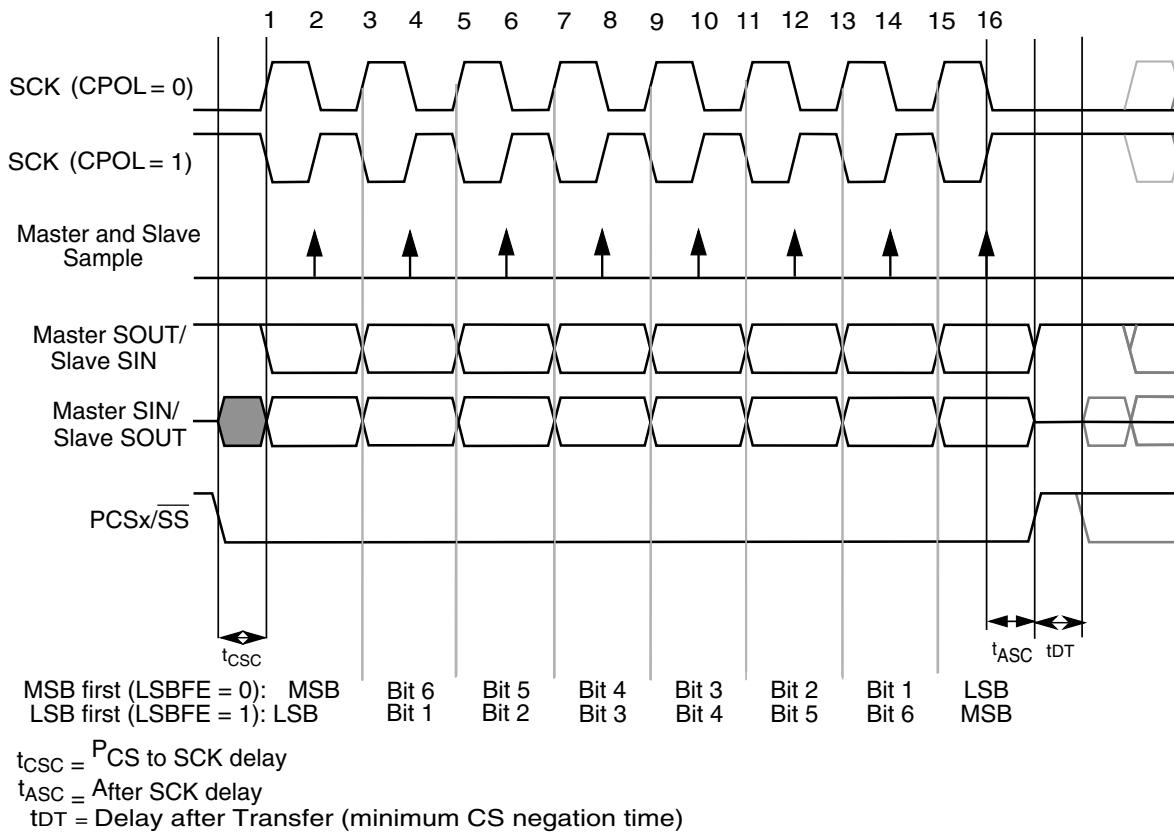 1 2 3 4 5 6 7 8 9 10 11 12 13 14 15 16
SCK (CPOL = 0)
SCK (CPOL = 1)
Master and Slave
Sample
Master SOUT/
Slave SIN
Master SIN/
Slave SOUT
PCSx/SS
tCSC tASC tDT
MSB first (LSBFE = 0): MSB Bit 6 Bit 5 Bit 4 Bit 3 Bit 2 Bit 1 LSB
LSB first (LSBFE = 1): LSB Bit 1 Bit 2 Bit 3 Bit 4 Bit 5 Bit 6 MSB
tCSC = PCS to SCK delay
tASC = After SCK delay
tDT = Delay after Transfer (minimum CS negation time)